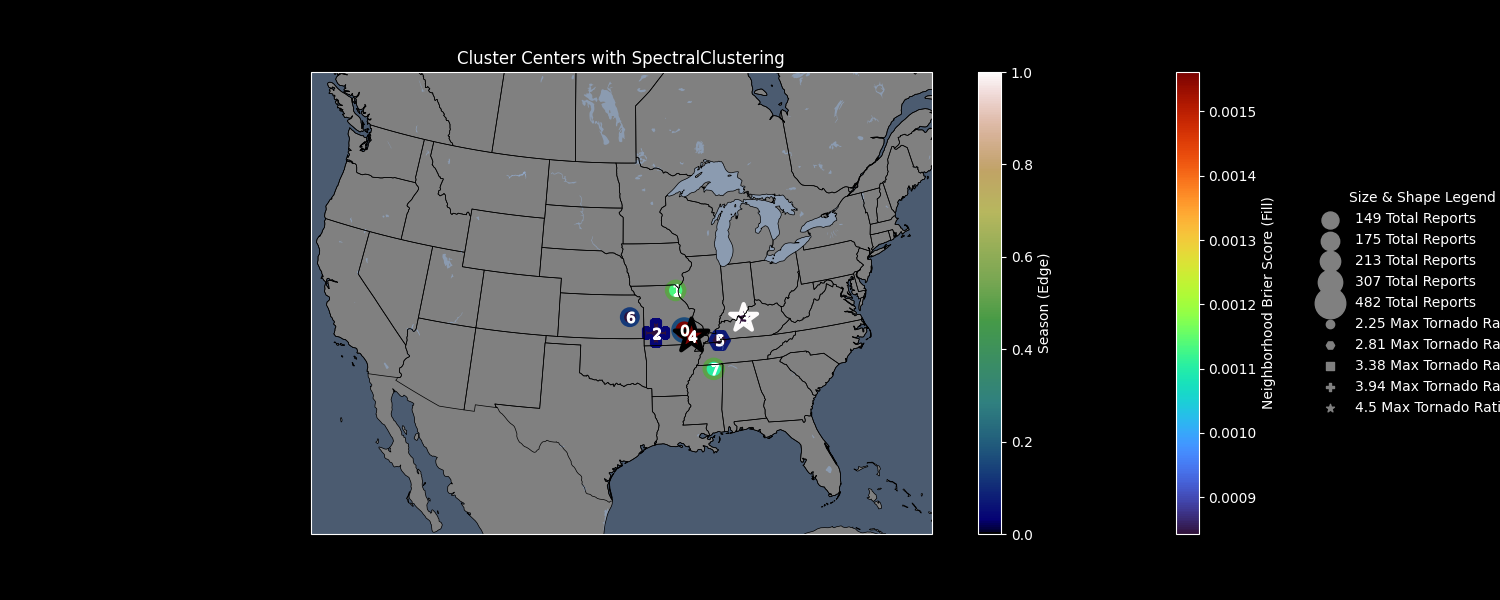 Cluster Centers with SpectralClustering
1
6
2
0
4
5
7
1.0
0.8
0.6
0.4
0.2
0.0
Season (Edge)
0.0015
0.0014
0.0013
0.0012
0.0011
0.0010
0.0009
Neighborhood Brier Score (Fill)
Size & Shape Legend
149 Total Reports
175 Total Reports
213 Total Reports
307 Total Reports
482 Total Reports
2.25 Max Tornado Ra
2.81 Max Tornado Ra
3.38 Max Tornado Ra
3.94 Max Tornado Ra
4.5 Max Tornado Rati